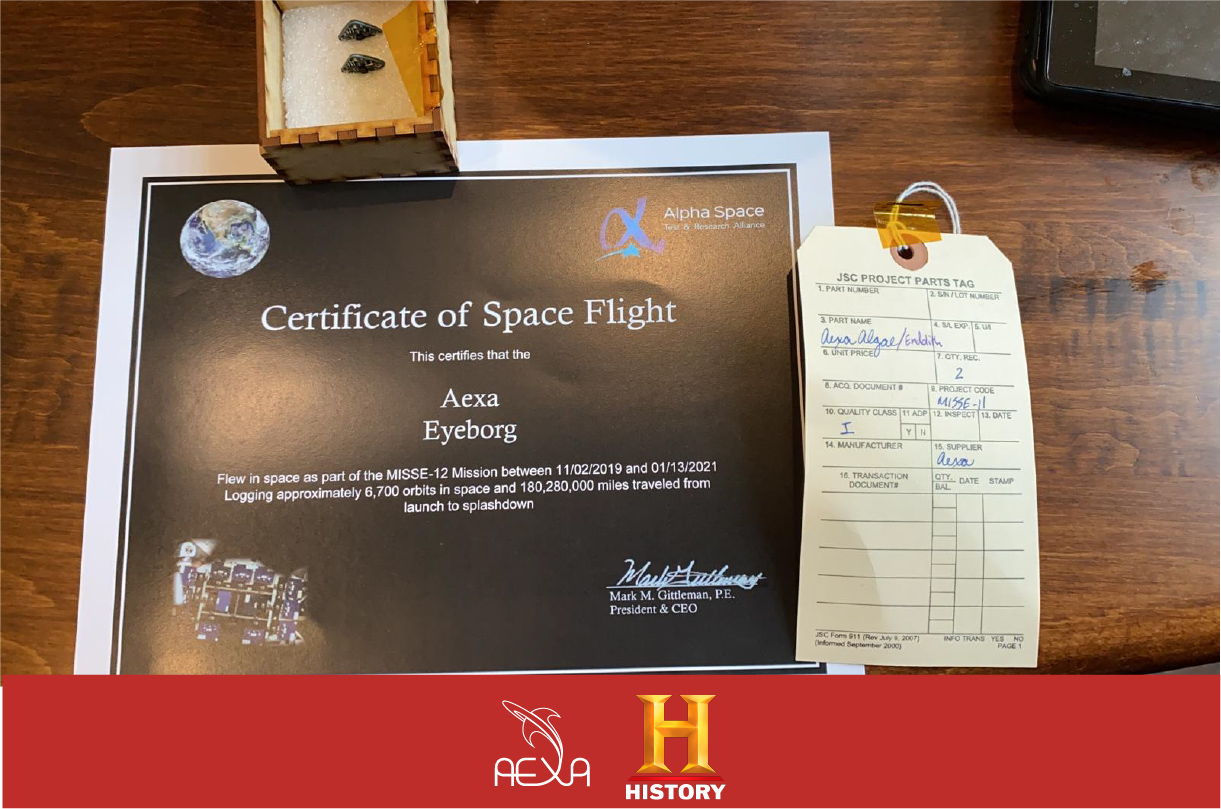 Alpha Space
Test & Research Alliance
Certificate of Space Flight
This certifies that the
Aexa
Eyeborg
Flew in space as part of the MISSE-12 Mission between 11/02/2019 and 01/13/2021
Logging approximately 6,700 orbits in space and 180,280,000 miles traveled from
launch to splashdown
Mark M. Gittleman, P.E.
President & CEO
JSC PROJECT PARTS TAG
1. PART NUMBER
2. S/N / LOT NUMBER
3. PART NAME
4. S/L EXP.
5. U/I
Aexa Algae/
6. UNIT PRICE
7. QTY. REC.
2
8. ACQ. DOCUMENT #
9. PROJECT CODE
MISSE-11
10. QUALITY CLASS
11 ADP
12. INSPECT
13. DATE
I
Y N
14. MANUFACTURER
15. SUPPLIER
Aexa
16. TRANSACTION
DOCUMENT#
QTY.
BAL.
DATE
STAMP
JSC Form 911 (Rev July 9, 2007)
(Informed September 2000)
INFO TRANS YES NO
PAGE 1
AEXA
H
HISTORY